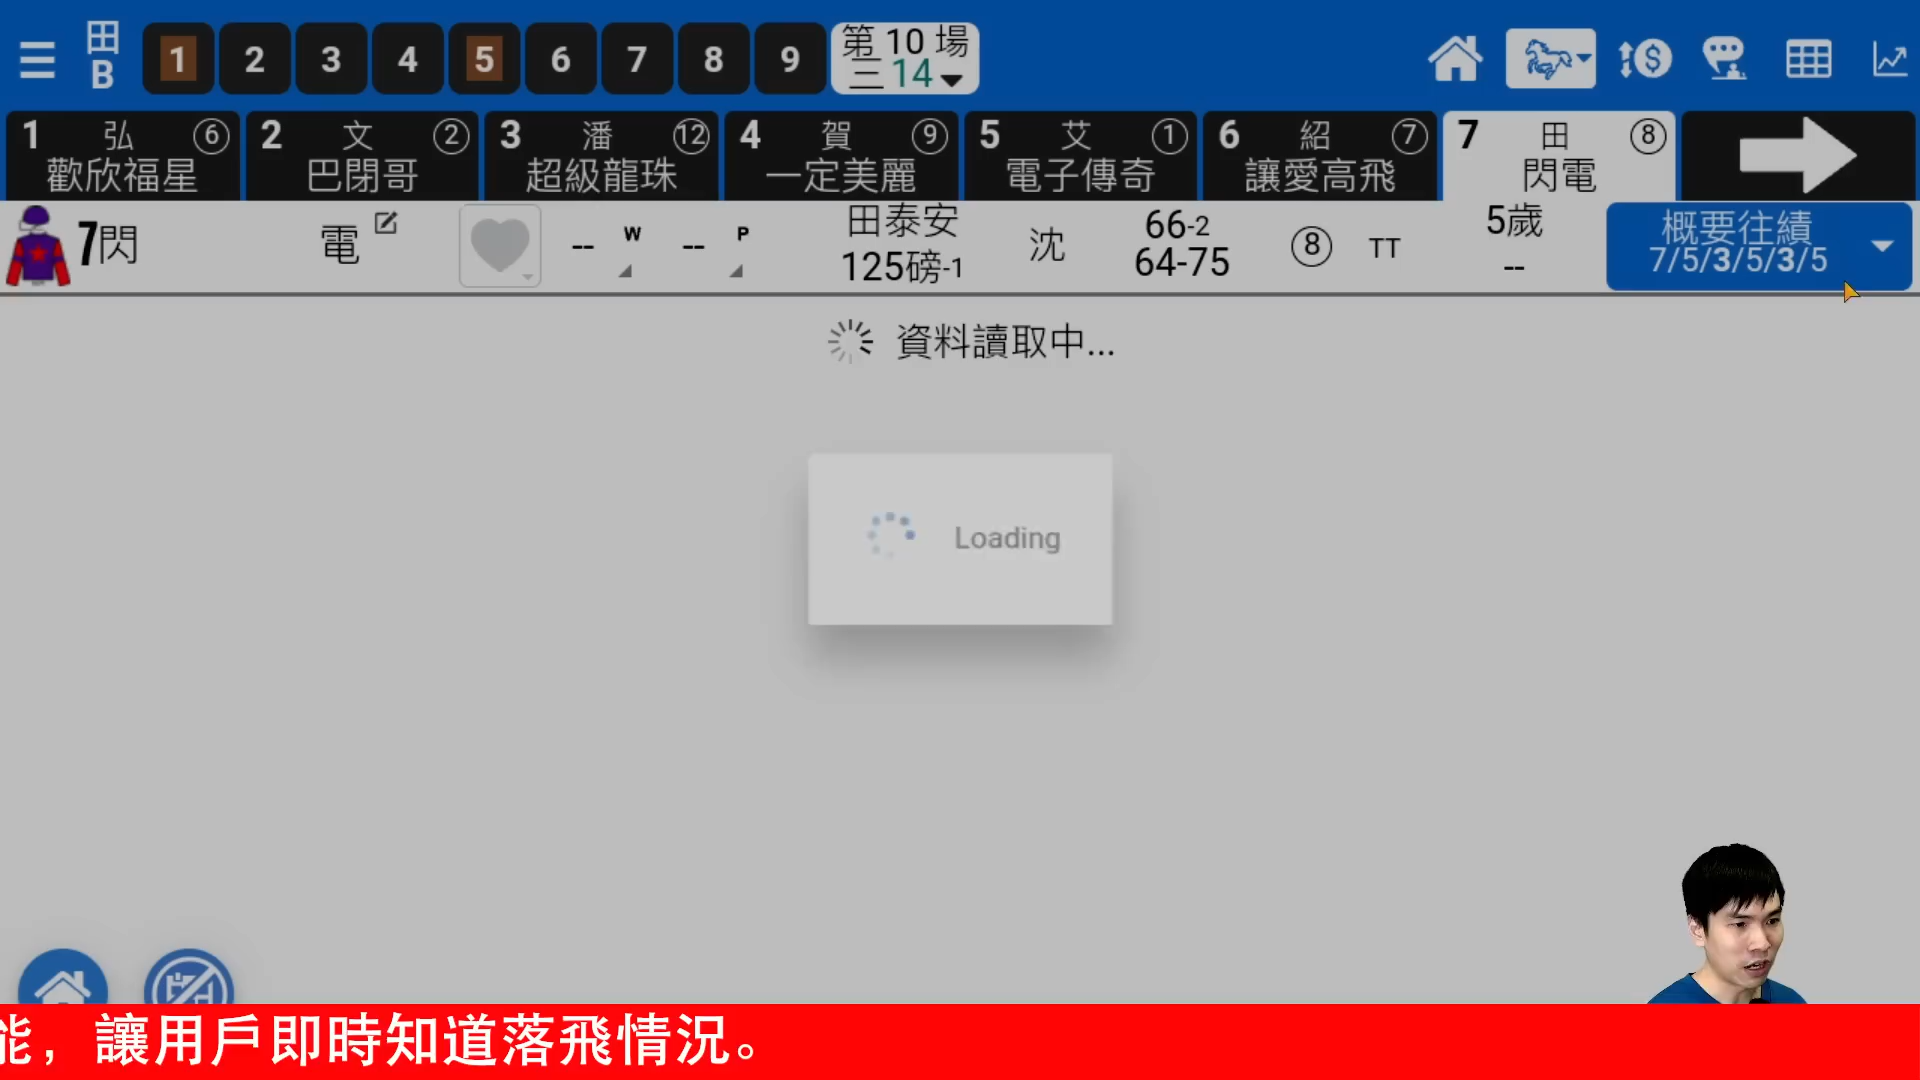 田
B
1 2 3 4 5 6 7 8 9
第 10 場
三 14
1 弘 6
歡欣福星
2 文 2
巴閉哥
3 潘 12
超級龍珠
4 賀 9
一定美麗
5 艾 1
電子傳奇
6 紹 7
讓愛高飛
7 田 8
閃電
7 閃電
-- W -- P
田泰安
125磅-1
沈
66-2
64-75
8
TT
5歲
--
概要往績
7/5/3/5/3/5
資料讀取中...
Loading
能，讓用戶即時知道落飛情況。